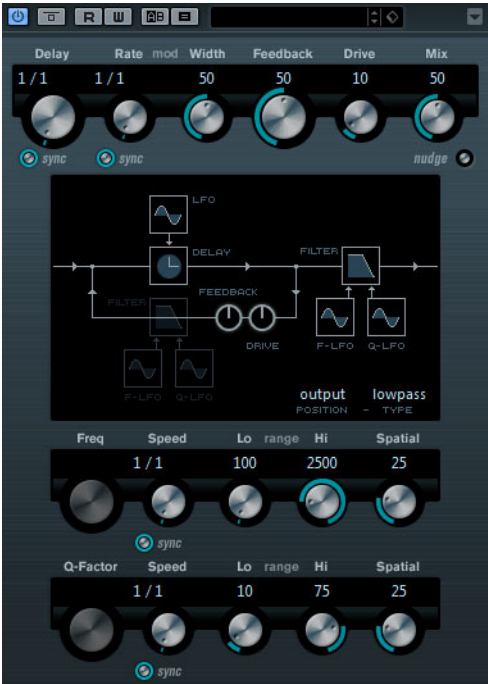 R W A B
Delay Rate mod Width Feedback Drive Mix
1 / 1 1 / 1 50 50 10 50
sync sync nudge
LFO
DELAY FILTER
FILTER FEEDBACK
DRIVE F-LFO Q-LFO
F-LFO Q-LFO
output lowpass
POSITION - TYPE
Freq Speed Lo range Hi Spatial
1 / 1 100 2500 25
sync
Q-Factor Speed Lo range Hi Spatial
1 / 1 10 75 25
sync